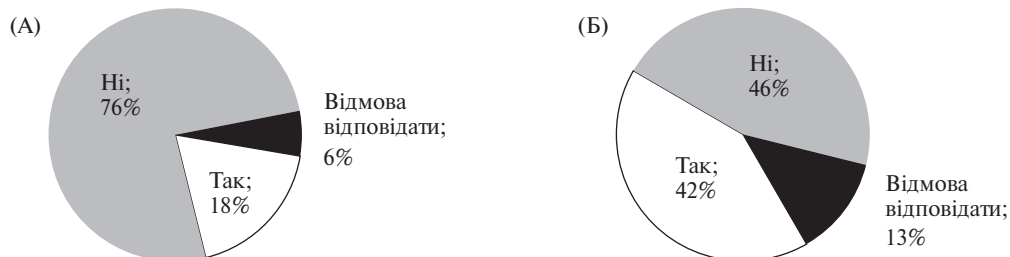 (А)
Ні;
76%
Відмова
відповідати;
6%
Так;
18%
(Б)
Ні;
46%
Так;
42%
Відмова
відповідати;
13%